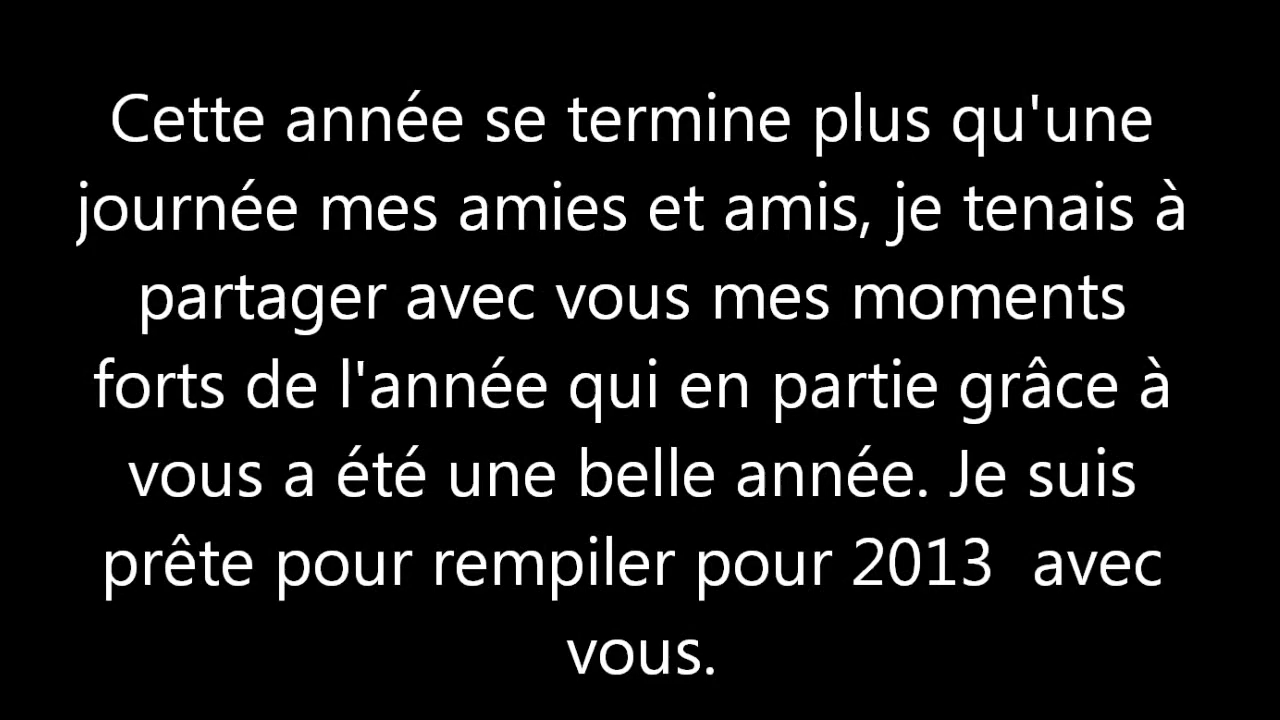 Cette année se termine plus qu'une
journée mes amies et amis, je tenais à
partager avec vous mes moments
forts de l'année qui en partie grâce à
vous a été une belle année. Je suis
prête pour rempiler pour 2013  avec
vous.